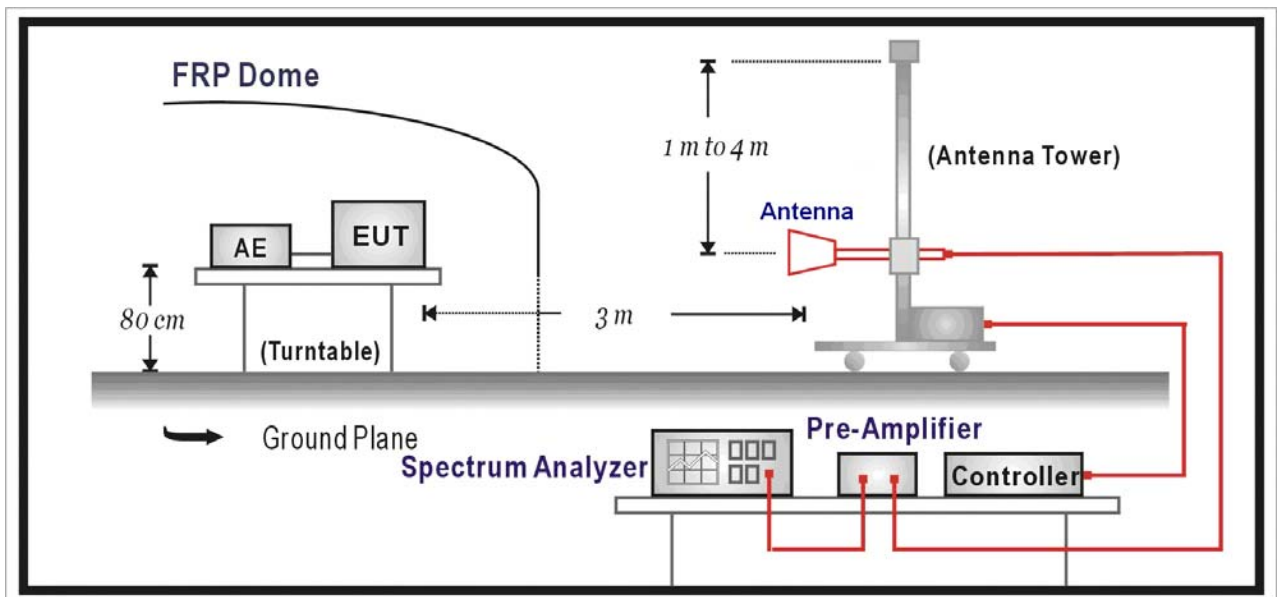 FRP Dome
1 m to 4 m
(Antenna Tower)
Antenna
AE
EUT
80 cm
3 m
(Turntable)
Ground Plane
Pre-Amplifier
Spectrum Analyzer
Controller